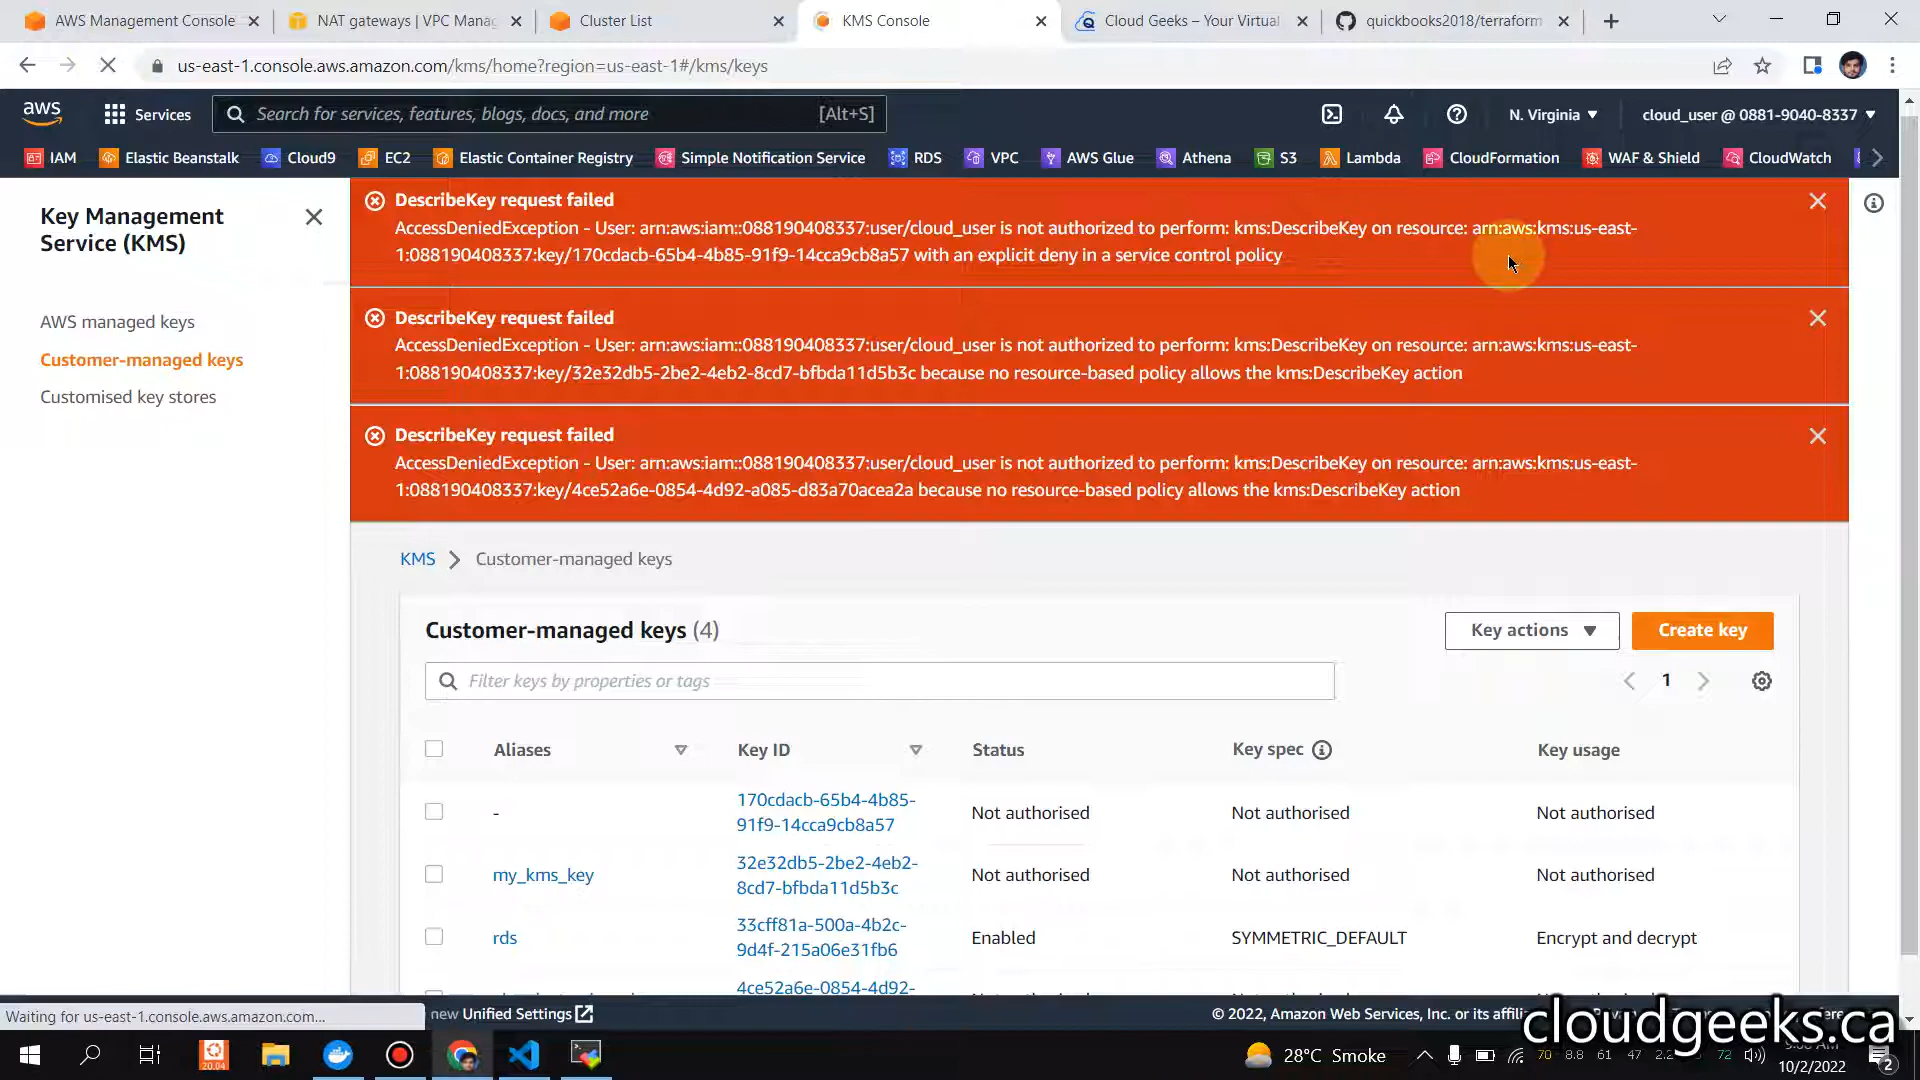 AWS Management Console
NAT gateways | VPC Manag
Cluster List
KMS Console
Cloud Geeks – Your Virtual
quickbooks2018/terraform
us-east-1.console.aws.amazon.com/kms/home?region=us-east-1#/kms/keys
aws
Services
Search for services, features, blogs, docs, and more
[Alt+S]
N. Virginia
cloud_user @ 0881-9040-8337
IAM
Elastic Beanstalk
Cloud9
EC2
Elastic Container Registry
Simple Notification Service
RDS
VPC
AWS Glue
Athena
S3
Lambda
CloudFormation
WAF & Shield
CloudWatch
Key Management
Service (KMS)
AWS managed keys
Customer-managed keys
Customised key stores
DescribeKey request failed
AccessDeniedException - User: arn:aws:iam::088190408337:user/cloud_user is not authorized to perform: kms:DescribeKey on resource: arn:aws:kms:us-east-
1:088190408337:key/170cdacb-65b4-4b85-91f9-14cca9cb8a57 with an explicit deny in a service control policy
DescribeKey request failed
AccessDeniedException - User: arn:aws:iam::088190408337:user/cloud_user is not authorized to perform: kms:DescribeKey on resource: arn:aws:kms:us-east-
1:088190408337:key/32e32db5-2be2-4eb2-8cd7-bfbda11d5b3c because no resource-based policy allows the kms:DescribeKey action
DescribeKey request failed
AccessDeniedException - User: arn:aws:iam::088190408337:user/cloud_user is not authorized to perform: kms:DescribeKey on resource: arn:aws:kms:us-east-
1:088190408337:key/4ce52a6e-0854-4d92-a085-d83a70acea2a because no resource-based policy allows the kms:DescribeKey action
KMS
Customer-managed keys
Customer-managed keys (4)
Key actions
Create key
Filter keys by properties or tags
1
Aliases
Key ID
Status
Key spec
Key usage
-
170cdacb-65b4-4b85-
91f9-14cca9cb8a57
Not authorised
Not authorised
Not authorised
my_kms_key
32e32db5-2be2-4eb2-
8cd7-bfbda11d5b3c
Not authorised
Not authorised
Not authorised
rds
33cff81a-500a-4b2c-
9d4f-215a06e31fb6
Enabled
SYMMETRIC_DEFAULT
Encrypt and decrypt
4ce52a6e-0854-4d92-
Waiting for us-east-1.console.aws.amazon.com...
new Unified Settings
© 2022, Amazon Web Services, Inc. or its affili
cloudgeeks.ca
20.04
28°C Smoke
70 8.8 61 47 2.2 72
10/2/2022
2